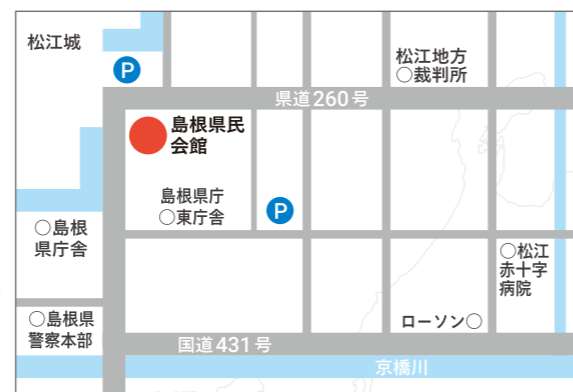 松江城
P
松江地方
○裁判所
県道260号
島根県民
会館
島根県庁
○東庁舎
P
○島根
県庁舎
○松江
赤十字
病院
○島根県
警察本部
ローソン○
国道431号
京橋川